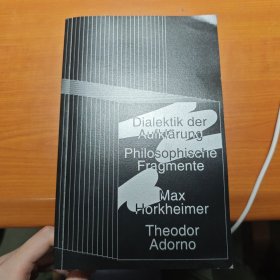 Dialektik der
Aufklärung
Philosophische
Fragmente
Max
Horkheimer
Theodor
Adorno